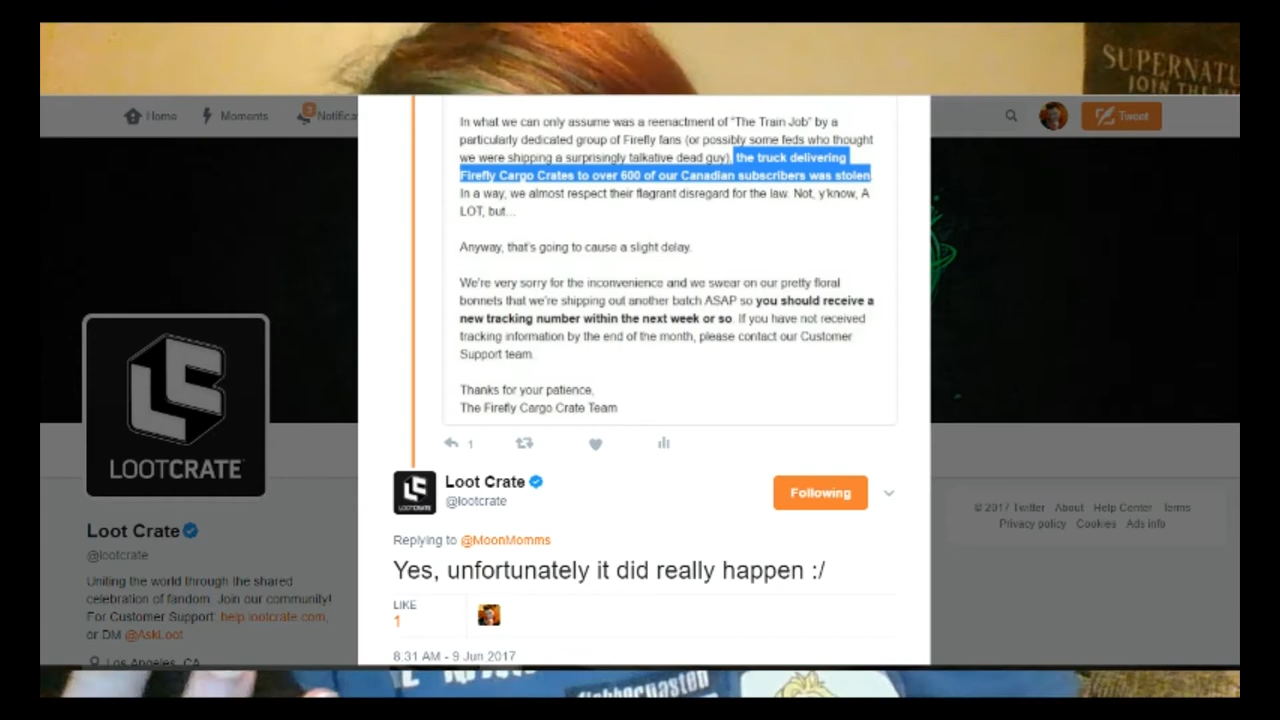 SUPERNATU
JOIN THE
Home
Moments
Notifica
Tweet
In what we can only assume was a reenactment of "The Train Job" by a
particularly dedicated group of Firefly fans (or possibly some feds who thought
we were shipping a surprisingly talkative dead guy), the truck delivering
Firefly Cargo Crates to over 600 of our Canadian subscribers was stolen
In a way, we almost respect their flagrant disregard for the law. Not, y'know, A
LOT, but...
Anyway, that's going to cause a slight delay.
We're very sorry for the inconvenience and we swear on our pretty floral
bonnets that we're shipping out another batch ASAP so you should receive a
new tracking number within the next week or so. If you have not received
tracking information by the end of the month, please contact our Customer
Support team.
Thanks for your patience,
The Firefly Cargo Crate Team
1
LOOTCRATE
Loot Crate
@lootcrate
Following
Replying to @MoonMomms
Yes, unfortunately it did really happen :/
LIKE
1
8:31 AM - 9 Jun 2017
LOOTCRATE
Loot Crate
@lootcrate
Uniting the world through the shared
celebration of fandom. Join our community!
For Customer Support: help.lootcrate.com,
or DM @AskLoot
Los Angeles, CA
© 2017 Twitter About Help Center Terms
Privacy policy Cookies Ads info